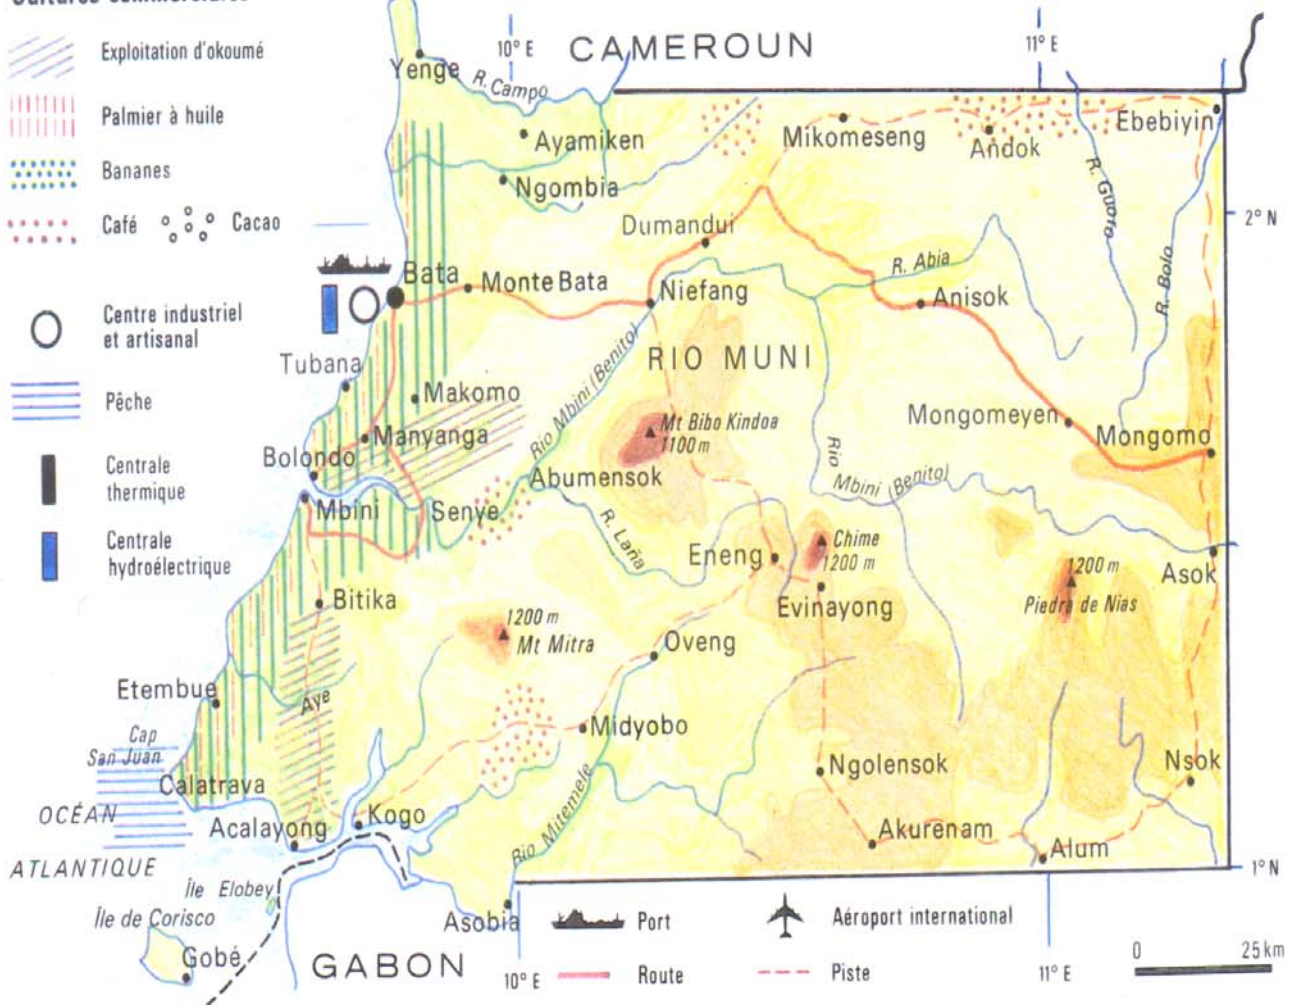 Cultures commerciales
Exploitation d'okoumé
Palmier à huile
Bananes
Café
Cacao
Centre industriel
et artisanal
Pêche
Centrale
thermique
Centrale
hydroélectrique
10° E
CAMEROUN
11° E
Yenge
R. Campo
Ayamiken
Ngombia
Mikomeseng
Andok
Ebebiyin
R. Guoro
R. Bolo
2° N
Dumandui
Bata
Monte Bata
Niefang
R. Abia
Anisok
RIO MUNI
Tubana
Makomo
Rio Mbini (Benito)
Mt Bibo Kindoa
1100 m
Mongomeyen
Mongomo
Manyanga
Bolondo
Abumensok
Rio
Mbini (Benito)
Mbini
Senye
R. Laña
Eneng
Chime
1200 m
Evinayong
1200 m
Piedra de Nias
Asok
Bitika
1200 m
Mt Mitra
Oveng
Etembue
Aye
Midyobo
Cap
San Juan
Calatrava
Ngolensok
Nsok
OCÉAN
ATLANTIQUE
Acalayong
Kogo
Rio Mitemele
Akurenam
Alum
1° N
Île Elobey
Île de Corisco
Gobé
Asobia
GABON
10° E
11° E
Port
Aéroport international
Route
Piste
0
25 km